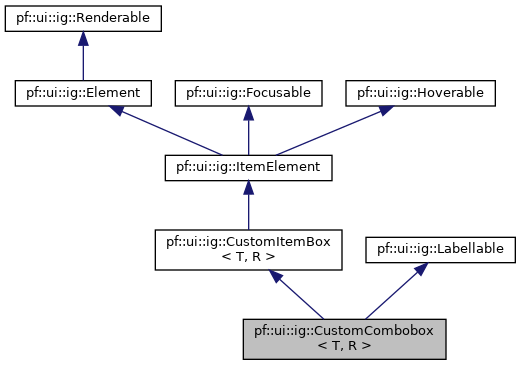 pf::ui::ig::Renderable
pf::ui::ig::Element
pf::ui::ig::Focusable
pf::ui::ig::Hoverable
pf::ui::ig::ItemElement
pf::ui::ig::CustomItemBox
< T, R >
pf::ui::ig::Labellable
pf::ui::ig::CustomCombobox
< T, R >